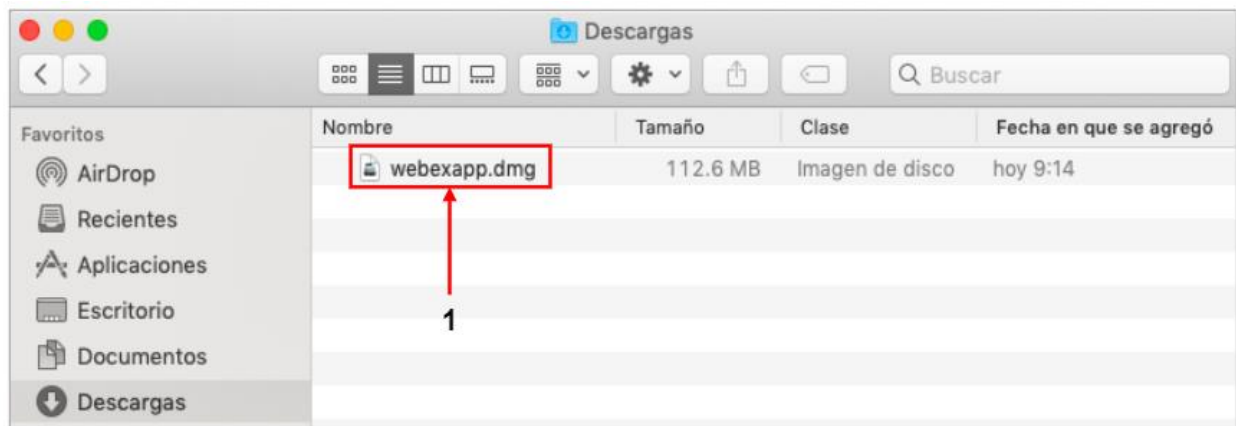 Descargas
Buscar
Favoritos
AirDrop
Recientes
Aplicaciones
Escritorio
Documentos
Descargas
Nombre Tamaño Clase Fecha en que se agregó
webexapp.dmg 112.6 MB Imagen de disco hoy 9:14
1